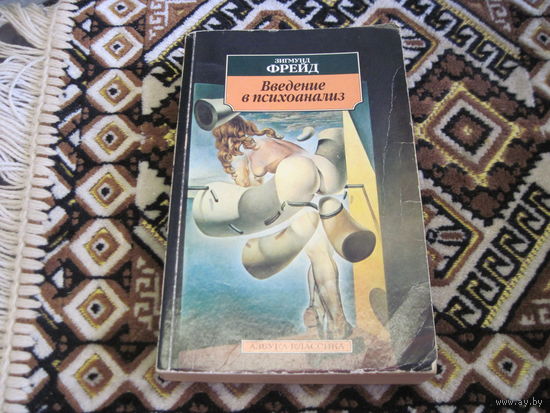 ЗИГМУНД
ФРЕЙД
Введение
в психоанализ
АЗБУКА-КЛАССИКА
www.ay.by